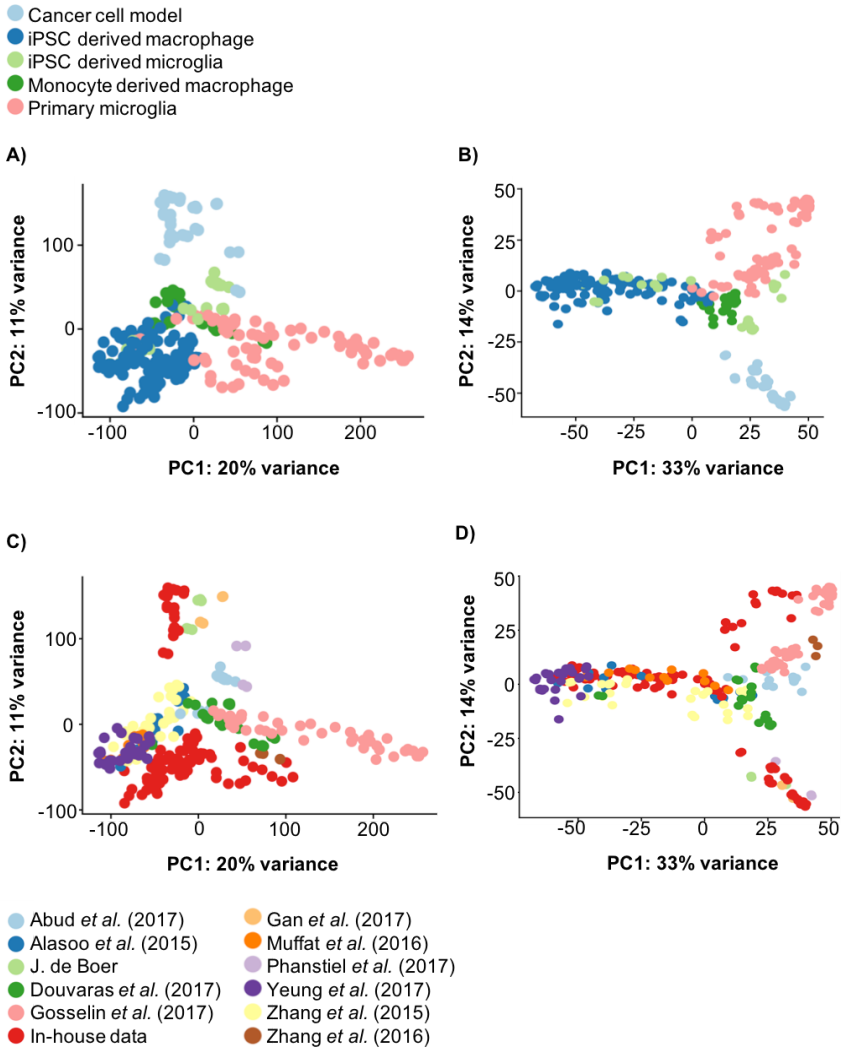 Cancer cell model
iPSC derived macrophage
iPSC derived microglia
Monocyte derived macrophage
Primary microglia
A)
B)
PC2: 11% variance
100
0
-100
-100
0
100
200
PC1: 20% variance
PC2: 14% variance
50
25
0
-25
-50
-50
-25
0
25
50
PC1: 33% variance
C)
D)
PC2: 11% variance
100
0
-100
-100
0
100
200
PC1: 20% variance
PC2: 14% variance
50
25
0
-25
-50
-50
-25
0
25
50
PC1: 33% variance
Abud et al. (2017)
Alasoo et al. (2015)
J. de Boer
Douvaras et al. (2017)
Gosselin et al. (2017)
In-house data
Gan et al. (2017)
Muffat et al. (2016)
Phanstiel et al. (2017)
Yeung et al. (2017)
Zhang et al. (2015)
Zhang et al. (2016)